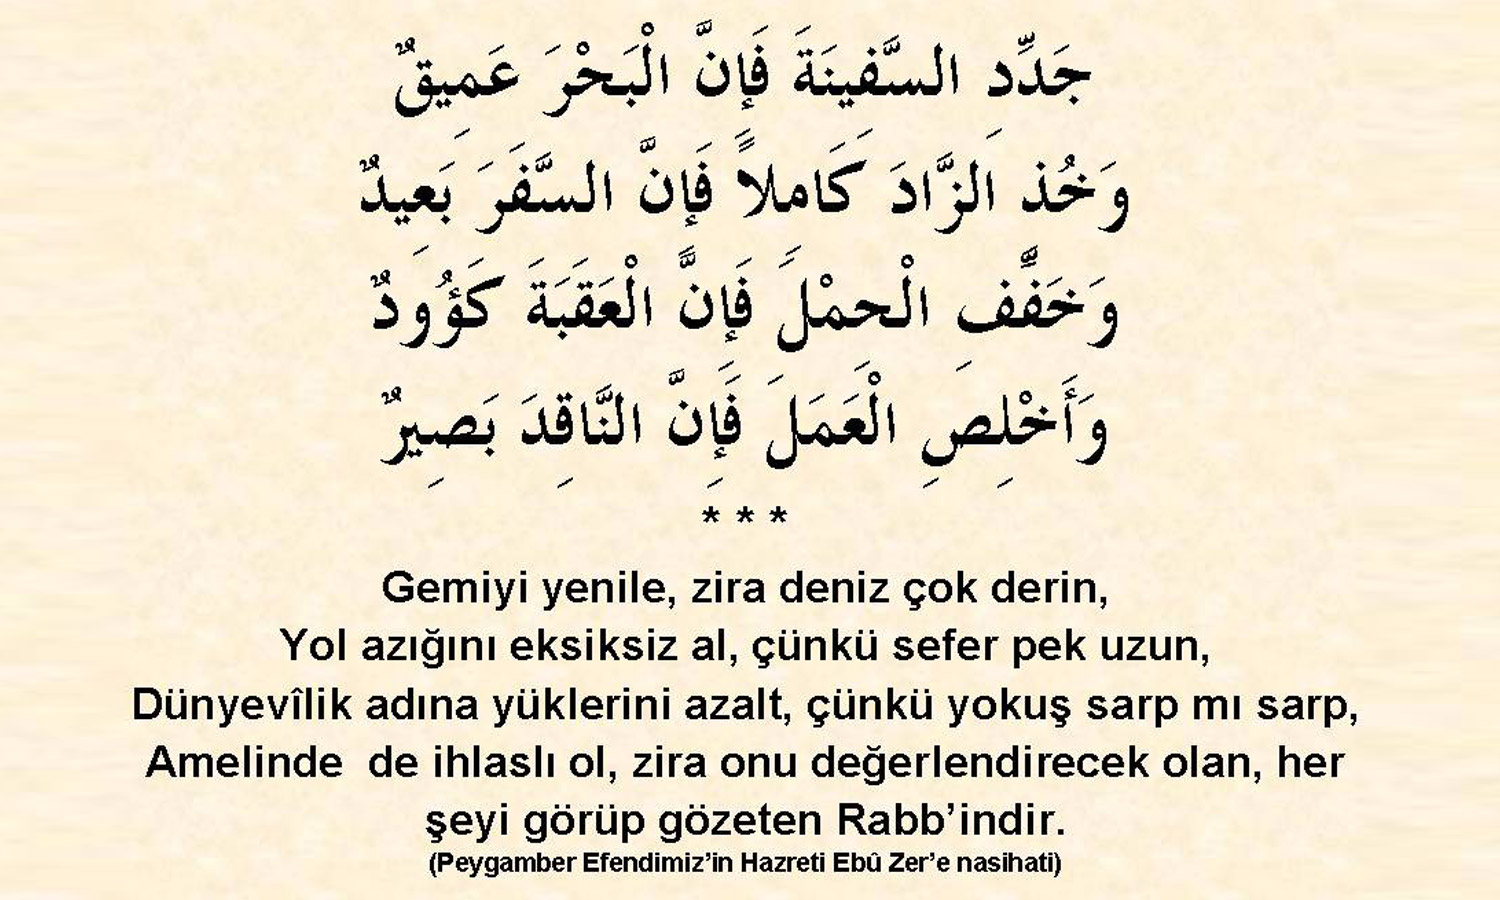 جَدِّدِ السَّفِينَةَ فَإِنَّ الْبَحْرَ عَمِيقٌ
وَخُذِ الزَّادَ كَامِلاً فَإِنَّ السَّفَرَ بَعِيدٌ
وَخَفِّفِ الْحِمْلَ فَإِنَّ الْعَقَبَةَ كَؤُودٌ
وَأَخْلِصِ الْعَمَلَ فَإِنَّ النَّاقِدَ بَصِيرٌ
* * *
Gemiyi yenile, zira deniz çok derin,
Yol azığını eksiksiz al, çünkü sefer pek uzun,
Dünyevîlik adına yüklerini azalt, çünkü yokuş sarp mı sarp,
Amelinde de ihlaslı ol, zira onu değerlendirecek olan, her
şeyi görüp gözeten Rabb’indir.
(Peygamber Efendimiz’in Hazreti Ebû Zer’e nasihati)